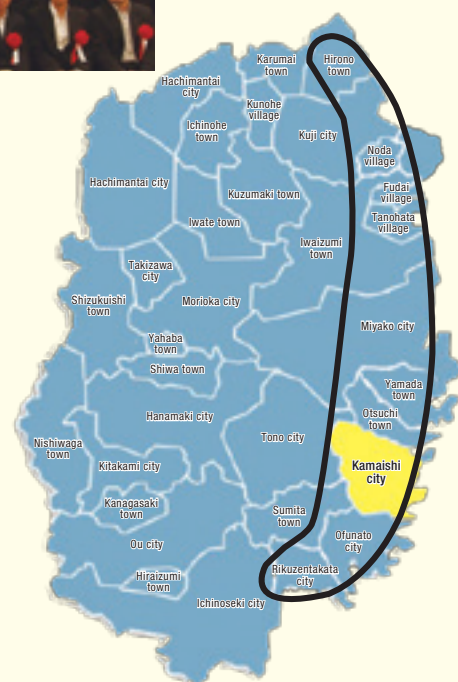 Karumai
town
Hirono
town
Hachimantai
city
Kunohe
village
Ichinohe
town
Kuji city
Noda
village
Hachimantai city
Kuzumaki town
Fudai
village
Tanohata
village
Iwate town
Iwaizumi
town
Takizawa
city
Shizukuishi
town
Morioka city
Miyako city
Yahaba
town
Shiwa town
Yamada
town
Otsuchi
town
Hanamaki city
Tono city
Nishiwaga
town
Kitakami city
Kamaishi
city
Kanagasaki
town
Sumita
town
Ofunato
city
Ou city
Hiraizumi
town
Rikuzentakata
city
Ichinoseki city